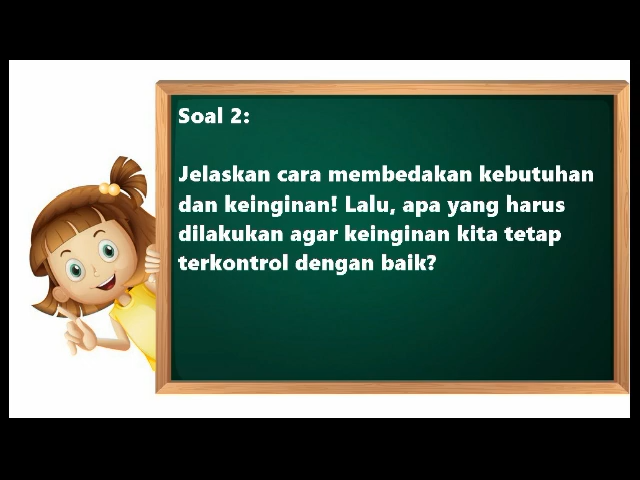 Soal 2:
Jelaskan cara membedakan kebutuhan
dan keinginan! Lalu, apa yang harus
dilakukan agar keinginan kita tetap
terkontrol dengan baik?